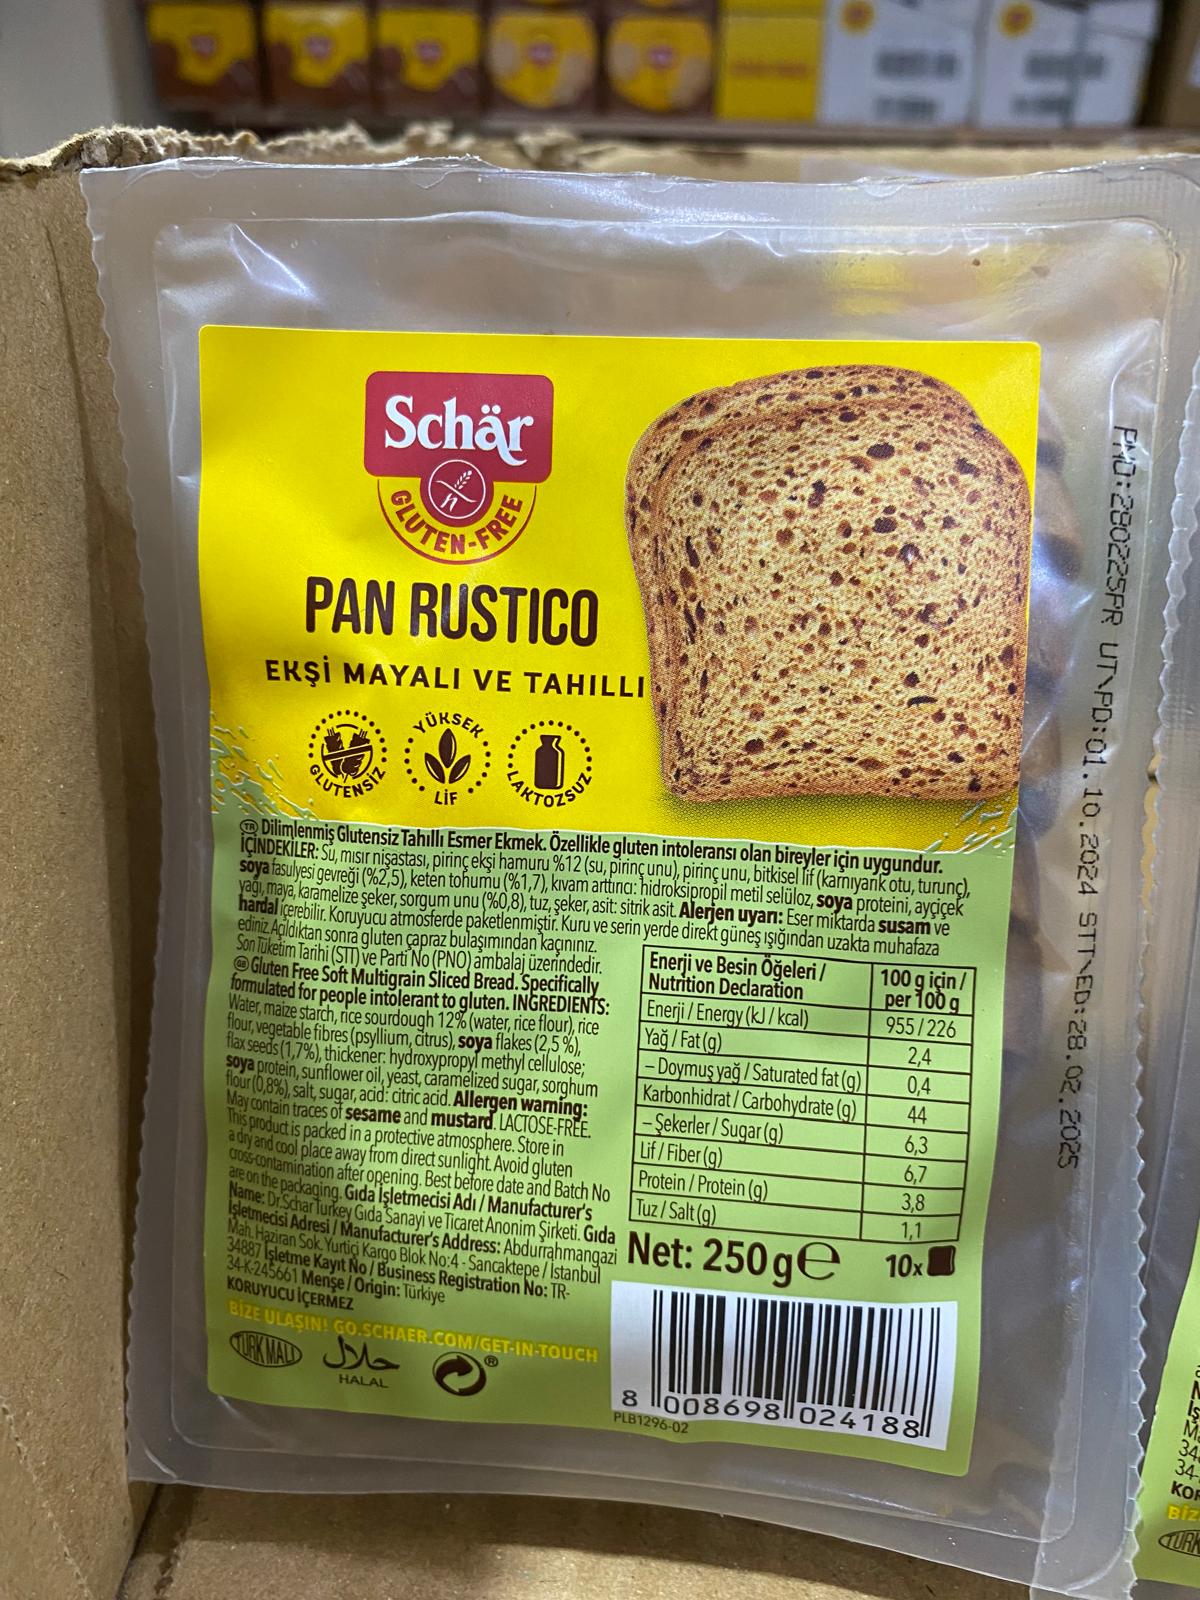 Schär
GLUTEN-FREE
PAN RUSTICO
EKŞİ MAYALI VE TAHILLI
GLUTENSİZ
YÜKSEK LİF
LAKTOZSUZ
TR Dilimlenmiş Glutensiz Tahıllı Esmer Ekmek. Özellikle gluten intoleransı olan bireyler için uygundur.
İÇİNDEKİLER: Su, mısır nişastası, pirinç ekşi hamuru %12 (su, pirinç unu), pirinç unu, bitkisel lif (karnıyarık otu, turunç),
soya fasulyesi gevreği (%2,5), keten tohumu (%1,7), kıvam arttırıcı: hidroksipropil metil selüloz, soya proteini, ayçiçek
yağı, maya, karamelize şeker, sorgum unu (%0,8), tuz, şeker, asit: sitrik asit. Alerjen uyarı: Eser miktarda susam ve
hardal içerebilir. Koruyucu atmosferde paketlenmiştir. Kuru ve serin yerde direkt güneş ışığından uzakta muhafaza
ediniz. Açıldıktan sonra gluten çapraz bulaşımından kaçınınız.
Son Tüketim Tarihi (STT) ve Parti No (PNO) ambalaj üzerindedir.
GB Gluten Free Soft Multigrain Sliced Bread. Specifically
formulated for people intolerant to gluten. INGREDIENTS:
Water, maize starch, rice sourdough 12% (water, rice flour), rice
flour, vegetable fibres (psyllium, citrus), soya flakes (2,5 %),
flax seeds (1,7%), thickener: hydroxypropyl methyl cellulose;
soya protein, sunflower oil, yeast, caramelized sugar, sorghum
flour (0,8%), salt, sugar, acid: citric acid. Allergen warning:
May contain traces of sesame and mustard. LACTOSE-FREE.
This product is packed in a protective atmosphere. Store in
a dry and cool place away from direct sunlight. Avoid gluten
cross-contamination after opening. Best before date and Batch No
are on the packaging. Gıda İşletmecisi Adı / Manufacturer's
Name: Dr.Schar Turkey Gıda Sanayi ve Ticaret Anonim Şirketi. Gıda
İşletmecisi Adresi / Manufacturer's Address: Abdurrahmangazi
Mah. Haziran Sok. Yurtiçi Kargo Blok No:4 - Sancaktepe / İstanbul
34887 İşletme Kayıt No / Business Registration No: TR-
34-K-245661 Menşe / Origin: Türkiye
KORUYUCU İÇERMEZ
BİZE ULAŞIN! GO.SCHAER.COM/GET-IN-TOUCH
TÜRK MALI
حلال
HALAL
®
Enerji ve Besin Öğeleri / Nutrition Declaration 100 g için / per 100 g
Enerji / Energy (kJ / kcal) 955 / 226
Yağ / Fat (g) 2,4
– Doymuş yağ / Saturated fat (g) 0,4
Karbonhidrat / Carbohydrate (g) 44
– Şekerler / Sugar (g) 6,3
Lif / Fiber (g) 6,7
Protein / Protein (g) 3,8
Tuz / Salt (g) 1,1
Net: 250 g e 10x
8 008698 024188
PLB1296-02
PNO:280225PR UT\PD:01.10.2024 STT\ED:28.02.2025